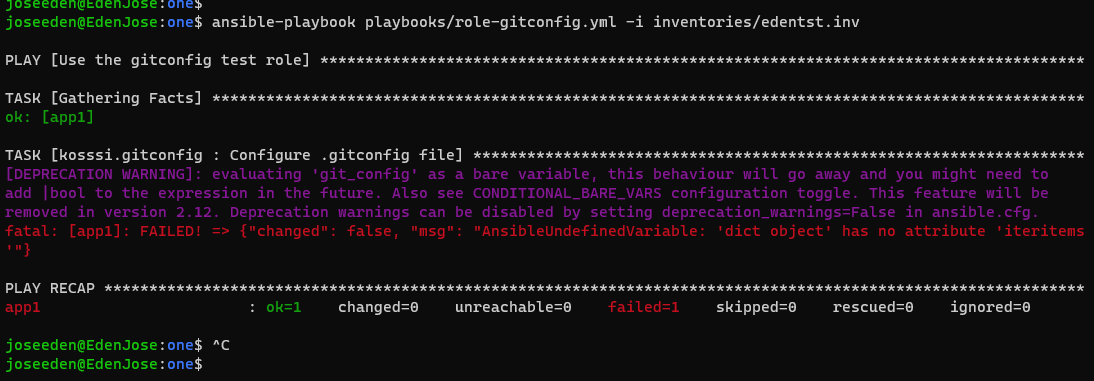 joseeden@EdenJose:one$
joseeden@EdenJose:one$ ansible-playbook playbooks/role-gitconfig.yml -i inventories/edentst.inv
PLAY [Use the gitconfig test role] *************************************************************************************
TASK [Gathering Facts] *************************************************************************************************
ok: [app1]
TASK [kosssi.gitconfig : Configure .gitconfig file] ********************************************************************
[DEPRECATION WARNING]: evaluating 'git_config' as a bare variable, this behaviour will go away and you might need to
add |bool to the expression in the future. Also see CONDITIONAL_BARE_VARS configuration toggle. This feature will be
removed in version 2.12. Deprecation warnings can be disabled by setting deprecation_warnings=False in ansible.cfg.
fatal: [app1]: FAILED! => {"changed": false, "msg": "AnsibleUndefinedVariable: 'dict object' has no attribute 'iteritems
'"}
PLAY RECAP *************************************************************************************************************
app1                       : ok=1    changed=0    unreachable=0    failed=1    skipped=0    rescued=0    ignored=0
joseeden@EdenJose:one$ ^C
joseeden@EdenJose:one$